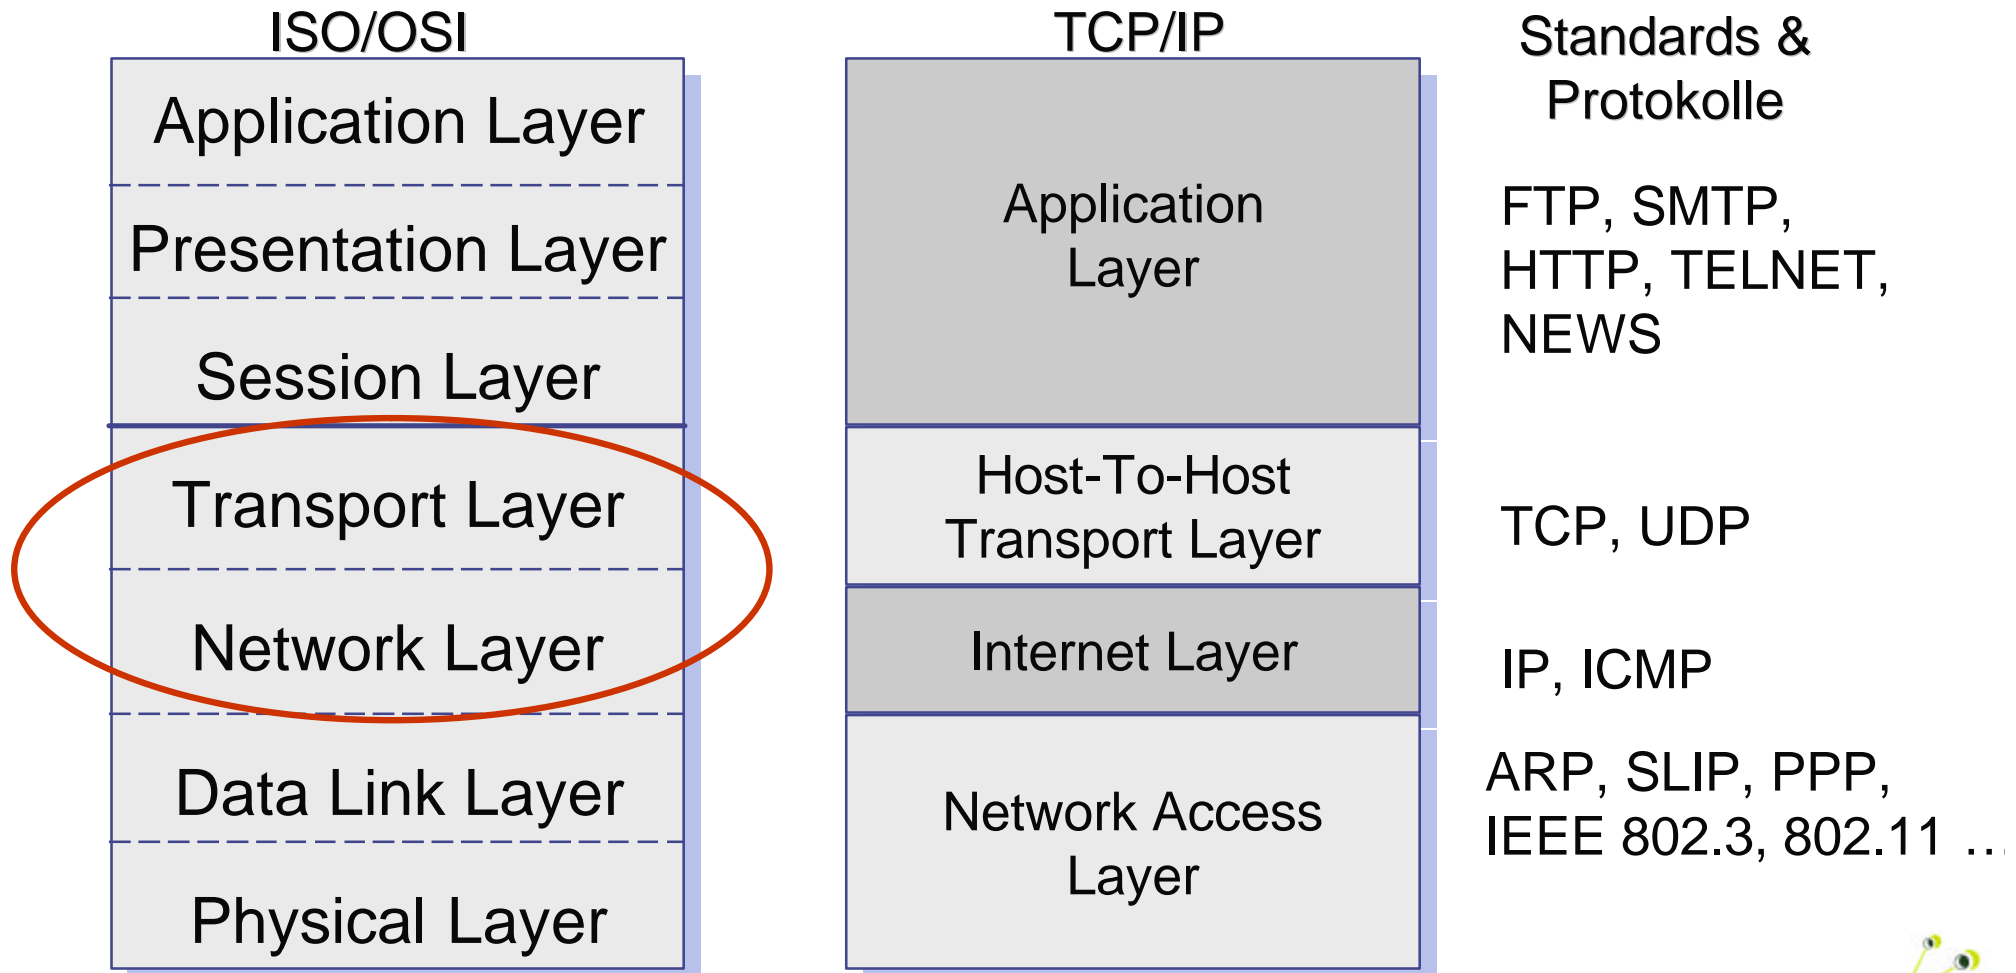 ISO/OSI
Application Layer
Presentation Layer
Session Layer
Transport Layer
Network Layer
Data Link Layer
Physical Layer
TCP/IP
Application
Layer
Host-To-Host
Transport Layer
Internet Layer
Network Access
Layer
Standards &
Protokolle
FTP, SMTP,
HTTP, TELNET,
NEWS
TCP, UDP
IP, ICMP
ARP, SLIP, PPP,
IEEE 802.3, 802.11 …